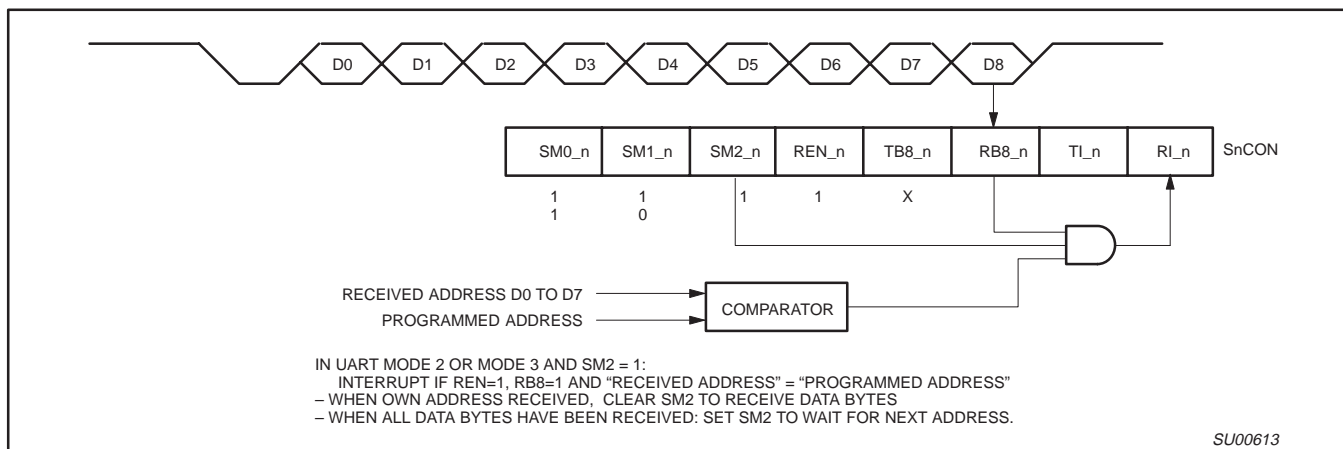 D0 D1 D2 D3 D4 D5 D6 D7 D8
SM0_n SM1_n SM2_n REN_n TB8_n RB8_n TI_n RI_n SnCON
1 1 1 1 X
1 0
RECEIVED ADDRESS D0 TO D7
COMPARATOR
PROGRAMMED ADDRESS
IN UART MODE 2 OR MODE 3 AND SM2 = 1:
INTERRUPT IF REN=1, RB8=1 AND “RECEIVED ADDRESS” = “PROGRAMMED ADDRESS”
– WHEN OWN ADDRESS RECEIVED, CLEAR SM2 TO RECEIVE DATA BYTES
– WHEN ALL DATA BYTES HAVE BEEN RECEIVED: SET SM2 TO WAIT FOR NEXT ADDRESS.
SU00613